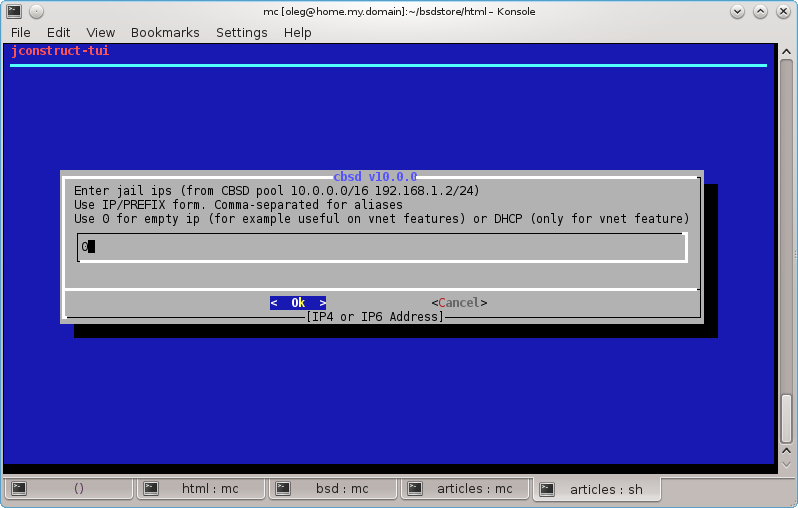 mc [oleg@home.my.domain]:~/bsdstore/html – Konsole
File Edit View Bookmarks Settings Help
jconstruct-tui
cbsd v10.0.0
Enter jail ips (from CBSD pool 10.0.0.0/16 192.168.1.2/24)
Use IP/PREFIX form. Comma-separated for aliases
Use 0 for empty ip (for example useful on vnet features) or DHCP (only for vnet feature)
0
< Ok > <Cancel>
[IP4 or IP6 Address]
() html : mc bsd : mc articles : mc articles : sh